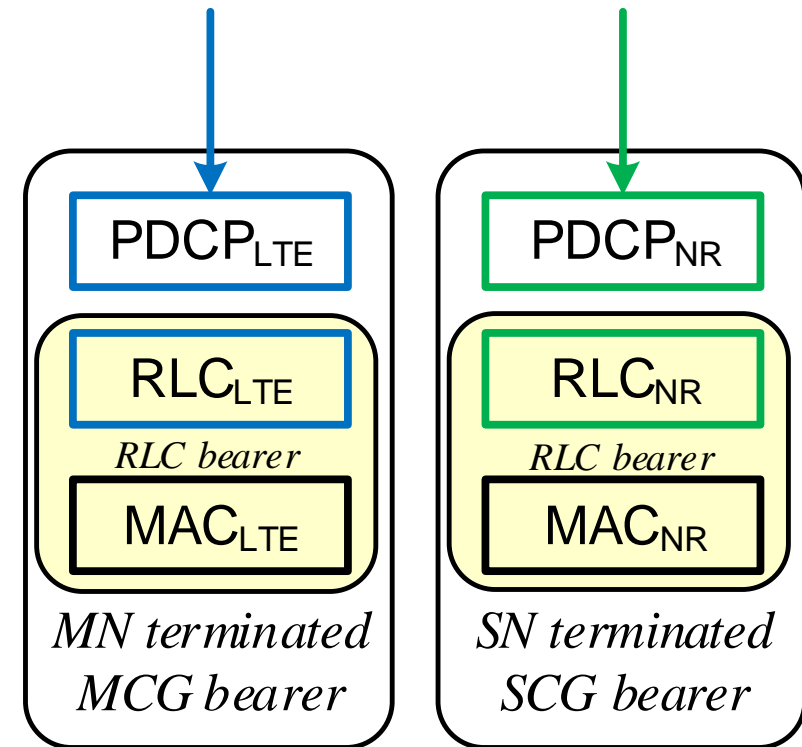 PDCPLTE
RLCLTE
RLC bearer
MACLTE
MN terminated
MCG bearer
PDCPNR
RLCNR
RLC bearer
MACNR
SN terminated
SCG bearer